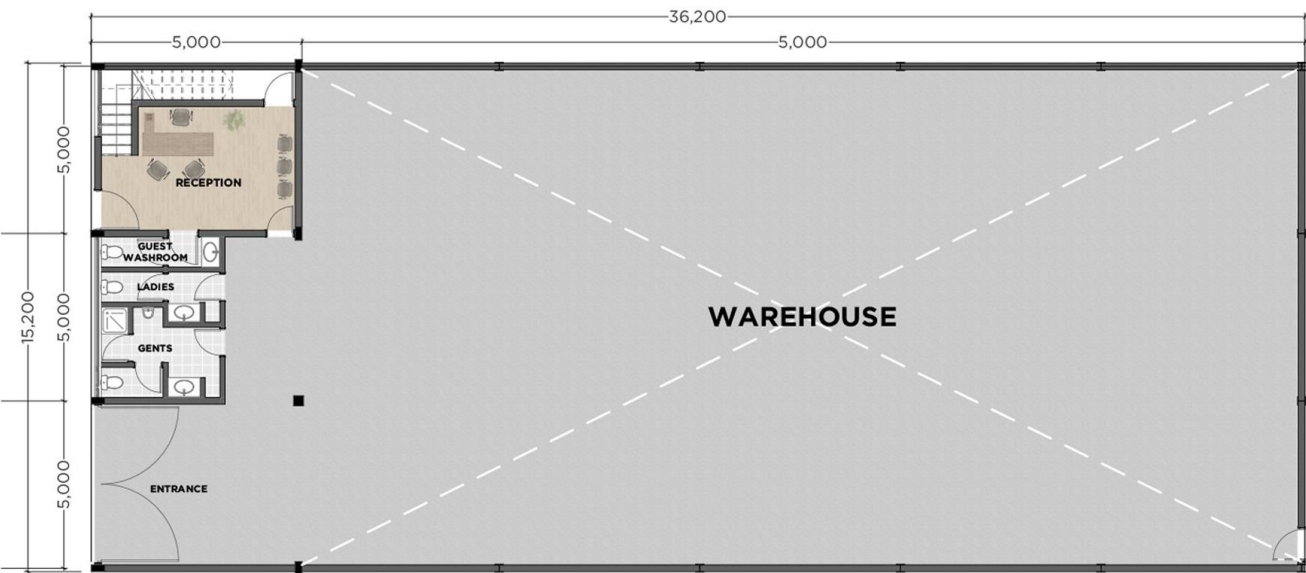 36,200
5,000
5,000
5,000
RECEPTION
GUEST
WASHROOM
LADIES
15,200
5,000
WAREHOUSE
GENTS
5,000
ENTRANCE